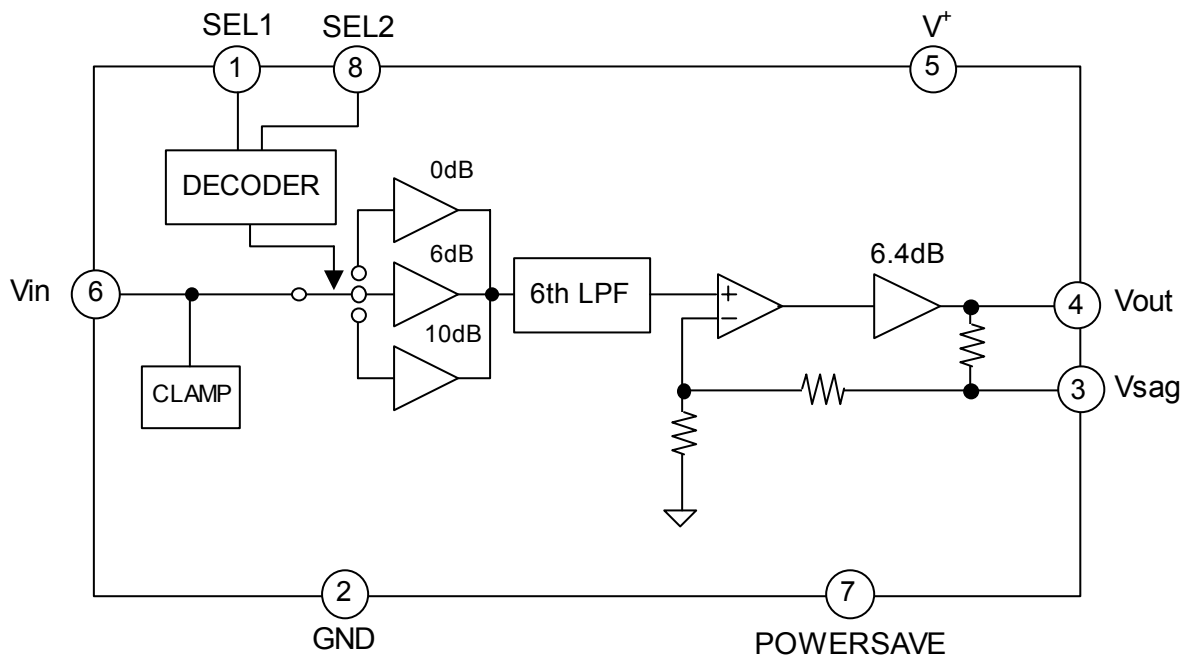 SEL1 SEL2 V+
1 8 5
DECODER
0dB
6dB
10dB
Vin 6
CLAMP
6th LPF
+
−
6.4dB
4 Vout
3 Vsag
2 7
GND POWERSAVE